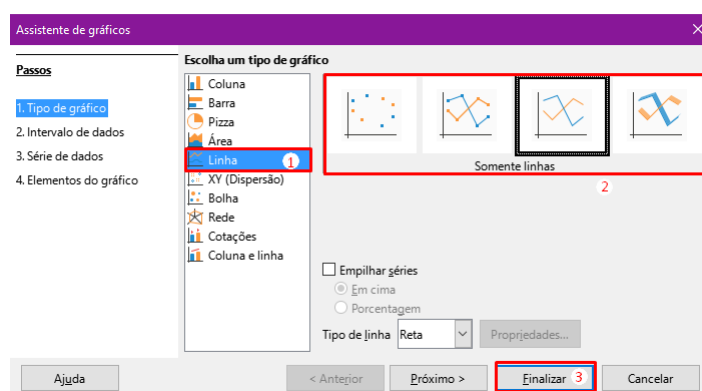 Assistente de gráficos
Passos
1. Tipo de gráfico
2. Intervalo de dados
3. Série de dados
4. Elementos do gráfico
Escolha um tipo de gráfico
Coluna
Barra
Pizza
Área
Linha 1
XY (Dispersão)
Bolha
Rede
Cotações
Coluna e linha
Somente linhas
2
Empilhar séries
Em cima
Porcentagem
Tipo de linha Reta Propriedades...
Ajuda < Anterior Próximo > Finalizar 3 Cancelar